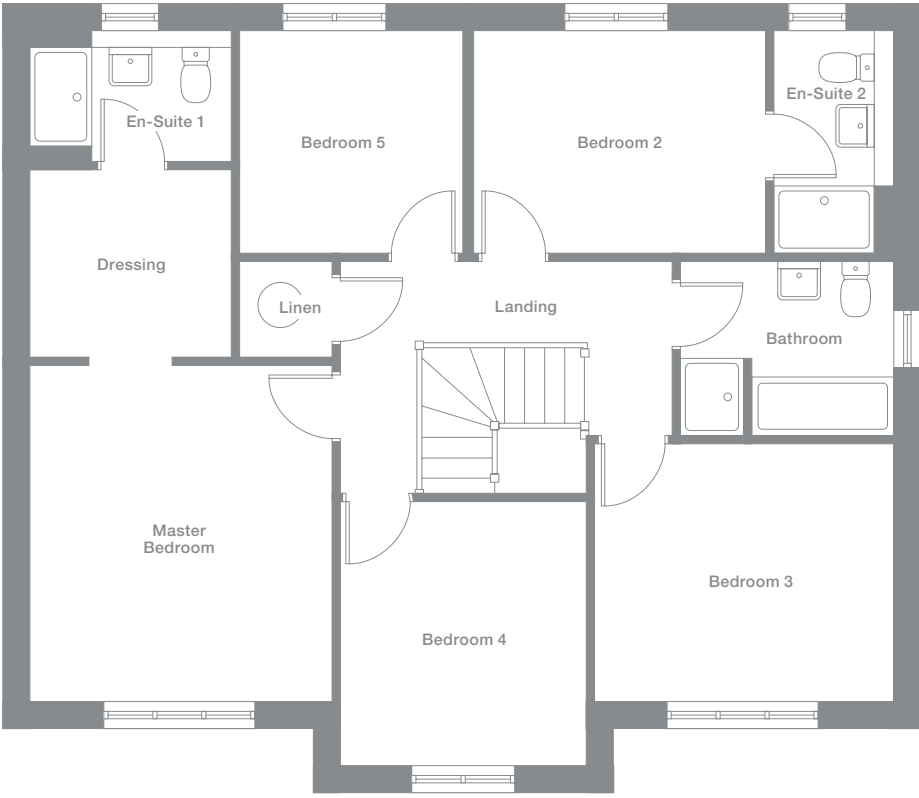 En-Suite 1
Bedroom 5
Bedroom 2
En-Suite 2
Dressing
Linen
Landing
Bathroom
Master
Bedroom
Bedroom 4
Bedroom 3